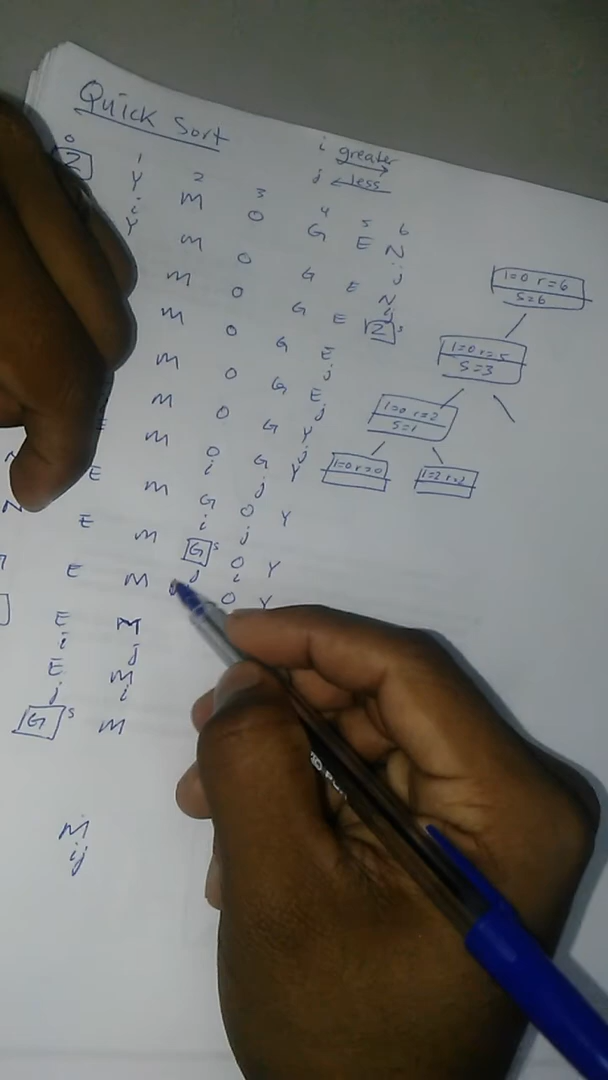 Quick Sort
i greater
j less
0 1 2 3 4 5 6
Z Y M O G E N
i j
Y M O G E N
j
M O G E Z s
M O G E
j
M O G E
j
M O G Y
j
E M O G Y
i j
E M G O Y
i j
E M G s O Y
j i
E M O Y
E M
i j
E M
j i
G s M
M
ij
l=0 r=6
s=6
l=0 r=5
s=3
l=0 r=2
s=1
l=0 r=0
l=2 r=2